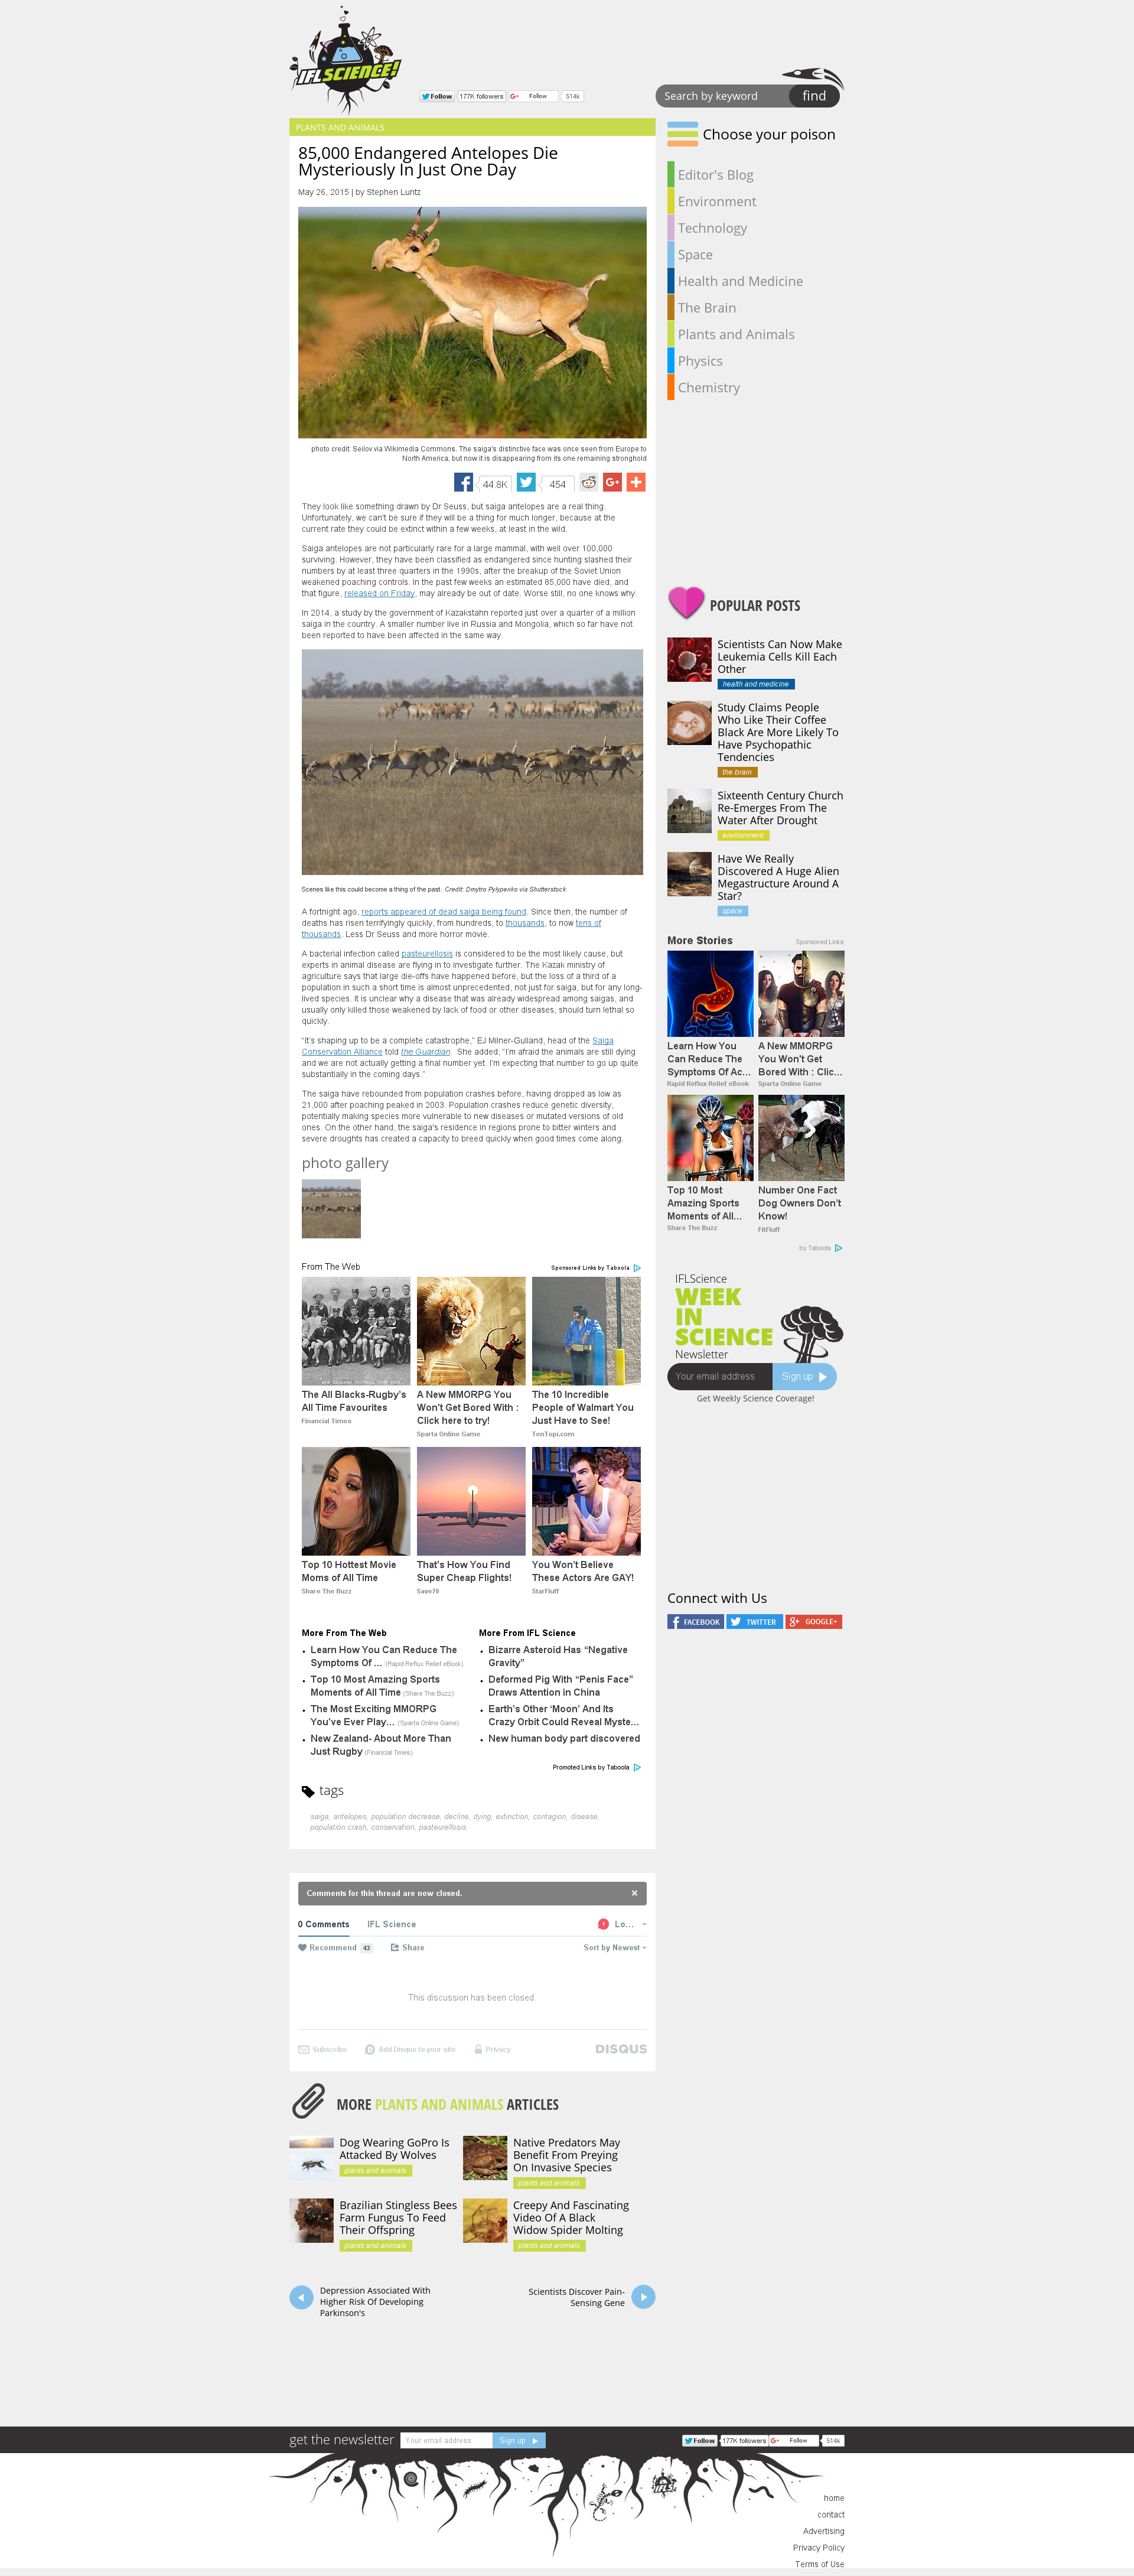 IFLSCIENCE!
Follow
177K followers
Follow
514k
Search by keyword
find
PLANTS AND ANIMALS
85,000 Endangered Antelopes Die
Mysteriously In Just One Day
May 26, 2015 | by Stephen Luntz
photo credit: Seilov via Wikimedia Commons. The saiga's distinctive face was once seen from Europe to
North America, but now it is disappearing from its one remaining stronghold
44.8K
454
They look like something drawn by Dr Seuss, but saiga antelopes are a real thing.
Unfortunately, we can't be sure if they will be a thing for much longer, because at the
current rate they could be extinct within a few weeks, at least in the wild.
Saiga antelopes are not particularly rare for a large mammal, with well over 100,000
surviving. However, they have been classified as endangered since hunting slashed their
numbers by at least three quarters in the 1990s, after the breakup of the Soviet Union
weakened poaching controls. In the past few weeks an estimated 85,000 have died, and
that figure, released on Friday, may already be out of date. Worse still, no one knows why.
In 2014, a study by the government of Kazakstahn reported just over a quarter of a million
saiga in the country. A smaller number live in Russia and Mongolia, which so far have not
been reported to have been affected in the same way.
Scenes like this could become a thing of the past. Credit: Dmytro Pylypenko via Shutterstock
A fortnight ago, reports appeared of dead saiga being found. Since then, the number of
deaths has risen terrifyingly quickly, from hundreds, to thousands, to now tens of
thousands. Less Dr Seuss and more horror movie.
A bacterial infection called pasteurellosis is considered to be the most likely cause, but
experts in animal disease are flying in to investigate further. The Kazak ministry of
agriculture says that large die-offs have happened before, but the loss of a third of a
population in such a short time is almost unprecedented, not just for saiga, but for any long-
lived species. It is unclear why a disease that was already widespread among saigas, and
usually only killed those weakened by lack of food or other diseases, should turn lethal so
quickly.
"It's shaping up to be a complete catastrophe," EJ Milner-Gulland, head of the Saiga
Conservation Alliance told the Guardian. She added, "I'm afraid the animals are still dying
and we are not actually getting a final number yet. I'm expecting that number to go up quite
substantially in the coming days."
The saiga have rebounded from population crashes before, having dropped as low as
21,000 after poaching peaked in 2003. Population crashes reduce genetic diversity,
potentially making species more vulnerable to new diseases or mutated versions of old
ones. On the other hand, the saiga's residence in regions prone to bitter winters and
severe droughts has created a capacity to breed quickly when good times come along.
photo gallery
From The Web
Sponsored Links by Taboola
The All Blacks-Rugby's
All Time Favourites
Financial Times
A New MMORPG You
Won't Get Bored With :
Click here to try!
Sparta Online Game
The 10 Incredible
People of Walmart You
Just Have to See!
TenTopi.com
Top 10 Hottest Movie
Moms of All Time
Share The Buzz
That's How You Find
Super Cheap Flights!
Save70
You Won't Believe
These Actors Are GAY!
StarFluff
More From The Web
Learn How You Can Reduce The
Symptoms Of ... (Rapid Reflux Relief eBook)
Top 10 Most Amazing Sports
Moments of All Time (Share The Buzz)
The Most Exciting MMORPG
You've Ever Play... (Sparta Online Game)
New Zealand- About More Than
Just Rugby (Financial Times)
More From IFL Science
Bizarre Asteroid Has "Negative
Gravity"
Deformed Pig With "Penis Face"
Draws Attention in China
Earth's Other 'Moon' And Its
Crazy Orbit Could Reveal Myste...
New human body part discovered
Promoted Links by Taboola
tags
saiga, antelopes, population decrease, decline, dying, extinction, contagion, disease,
population crash, conservation, pasteurellosis
Comments for this thread are now closed.
×
0 Comments
IFL Science
1
Lo...
Recommend 43
Share
Sort by Newest
This discussion has been closed.
Subscribe
Add Disqus to your site
Privacy
DISQUS
MORE PLANTS AND ANIMALS ARTICLES
Dog Wearing GoPro Is
Attacked By Wolves
plants and animals
Native Predators May
Benefit From Preying
On Invasive Species
plants and animals
Brazilian Stingless Bees
Farm Fungus To Feed
Their Offspring
plants and animals
Creepy And Fascinating
Video Of A Black
Widow Spider Molting
plants and animals
Depression Associated With
Higher Risk Of Developing
Parkinson's
Scientists Discover Pain-
Sensing Gene
Choose your poison
Editor's Blog
Environment
Technology
Space
Health and Medicine
The Brain
Plants and Animals
Physics
Chemistry
POPULAR POSTS
Scientists Can Now Make
Leukemia Cells Kill Each
Other
health and medicine
Study Claims People
Who Like Their Coffee
Black Are More Likely To
Have Psychopathic
Tendencies
the brain
Sixteenth Century Church
Re-Emerges From The
Water After Drought
environment
Have We Really
Discovered A Huge Alien
Megastructure Around A
Star?
space
More Stories
Sponsored Links
Learn How You
Can Reduce The
Symptoms Of Ac...
Rapid Reflux Relief eBook
A New MMORPG
You Won't Get
Bored With : Clic...
Sparta Online Game
Top 10 Most
Amazing Sports
Moments of All...
Share The Buzz
Number One Fact
Dog Owners Don't
Know!
FitFluff
by Taboola
IFLScience
WEEK
IN
SCIENCE
Newsletter
Your email address
Sign up
Get Weekly Science Coverage!
Connect with Us
FACEBOOK
TWITTER
GOOGLE+
get the newsletter
Your email address
Sign up
Follow
177K followers
Follow
514k
IFLS
home
contact
Advertising
Privacy Policy
Terms of Use